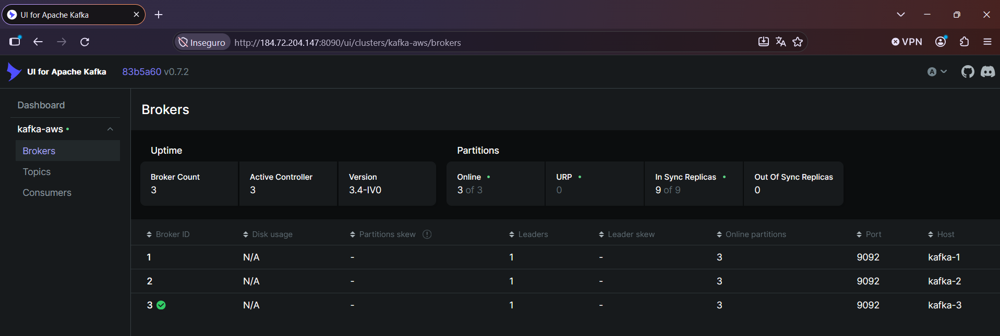 UI for Apache Kafka
Inseguro http://184.72.204.147:8090/ui/clusters/kafka-aws/brokers VPN
UI for Apache Kafka 83b5a60 v0.7.2 A
Dashboard
kafka-aws
Brokers
Topics
Consumers
Brokers
Uptime
Broker Count Active Controller Version
3 3 3.4-IV0
Partitions
Online URP In Sync Replicas Out Of Sync Replicas
3 of 3 0 9 of 9 0
Broker ID Disk usage Partitions skew Leaders Leader skew Online partitions Port Host
1 N/A - 1 - 3 9092 kafka-1
2 N/A - 1 - 3 9092 kafka-2
3 N/A - 1 - 3 9092 kafka-3